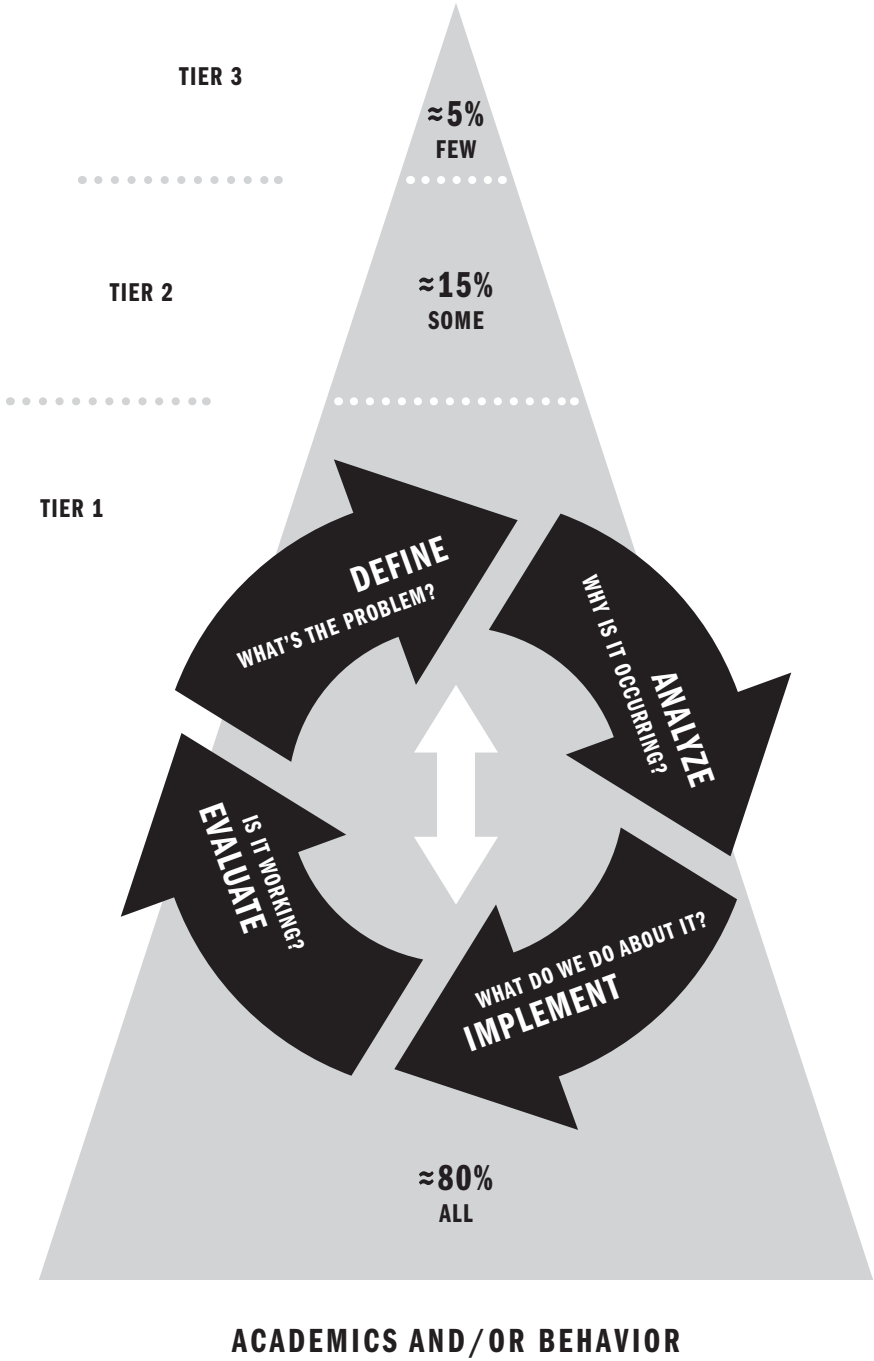 TIER 3
≈5%
FEW
TIER 2
≈15%
SOME
TIER 1
DEFINE
WHAT'S THE PROBLEM?
WHY IS IT OCCURRING?
ANALYZE
WHAT DO WE DO ABOUT IT?
IMPLEMENT
IS IT WORKING?
EVALUATE
≈80%
ALL
ACADEMICS AND/OR BEHAVIOR